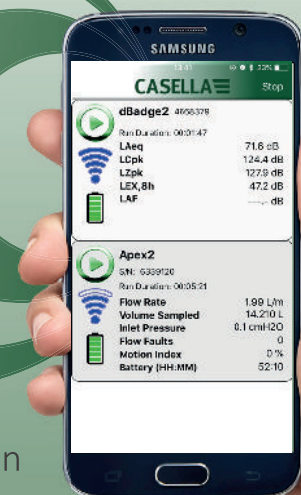 SAMSUNG
13:41 33%
CASELLA Stop
dBadge2 4668378
Run Duration: 00:01:47
LAeq 71.6 dB
LCpk 124.4 dB
LZpk 127.9 dB
LEX,8h 47.2 dB
LAF ---.- dB
Apex2
S/N: 6339120
Run Duration: 00:05:21
Flow Rate 1.99 L/m
Volume Sampled 14.210 L
Inlet Pressure 0.1 cmH2O
Flow Faults 0
Motion Index 0 %
Battery (HH:MM) 52:10
n